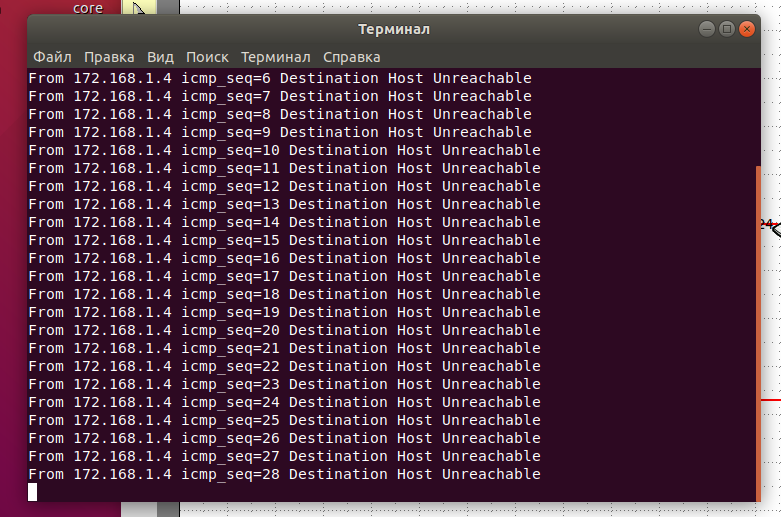 core
Терминал
Файл Правка Вид Поиск Терминал Справка
From 172.168.1.4 icmp_seq=6 Destination Host Unreachable
From 172.168.1.4 icmp_seq=7 Destination Host Unreachable
From 172.168.1.4 icmp_seq=8 Destination Host Unreachable
From 172.168.1.4 icmp_seq=9 Destination Host Unreachable
From 172.168.1.4 icmp_seq=10 Destination Host Unreachable
From 172.168.1.4 icmp_seq=11 Destination Host Unreachable
From 172.168.1.4 icmp_seq=12 Destination Host Unreachable
From 172.168.1.4 icmp_seq=13 Destination Host Unreachable
From 172.168.1.4 icmp_seq=14 Destination Host Unreachable
From 172.168.1.4 icmp_seq=15 Destination Host Unreachable
From 172.168.1.4 icmp_seq=16 Destination Host Unreachable
From 172.168.1.4 icmp_seq=17 Destination Host Unreachable
From 172.168.1.4 icmp_seq=18 Destination Host Unreachable
From 172.168.1.4 icmp_seq=19 Destination Host Unreachable
From 172.168.1.4 icmp_seq=20 Destination Host Unreachable
From 172.168.1.4 icmp_seq=21 Destination Host Unreachable
From 172.168.1.4 icmp_seq=22 Destination Host Unreachable
From 172.168.1.4 icmp_seq=23 Destination Host Unreachable
From 172.168.1.4 icmp_seq=24 Destination Host Unreachable
From 172.168.1.4 icmp_seq=25 Destination Host Unreachable
From 172.168.1.4 icmp_seq=26 Destination Host Unreachable
From 172.168.1.4 icmp_seq=27 Destination Host Unreachable
From 172.168.1.4 icmp_seq=28 Destination Host Unreachable